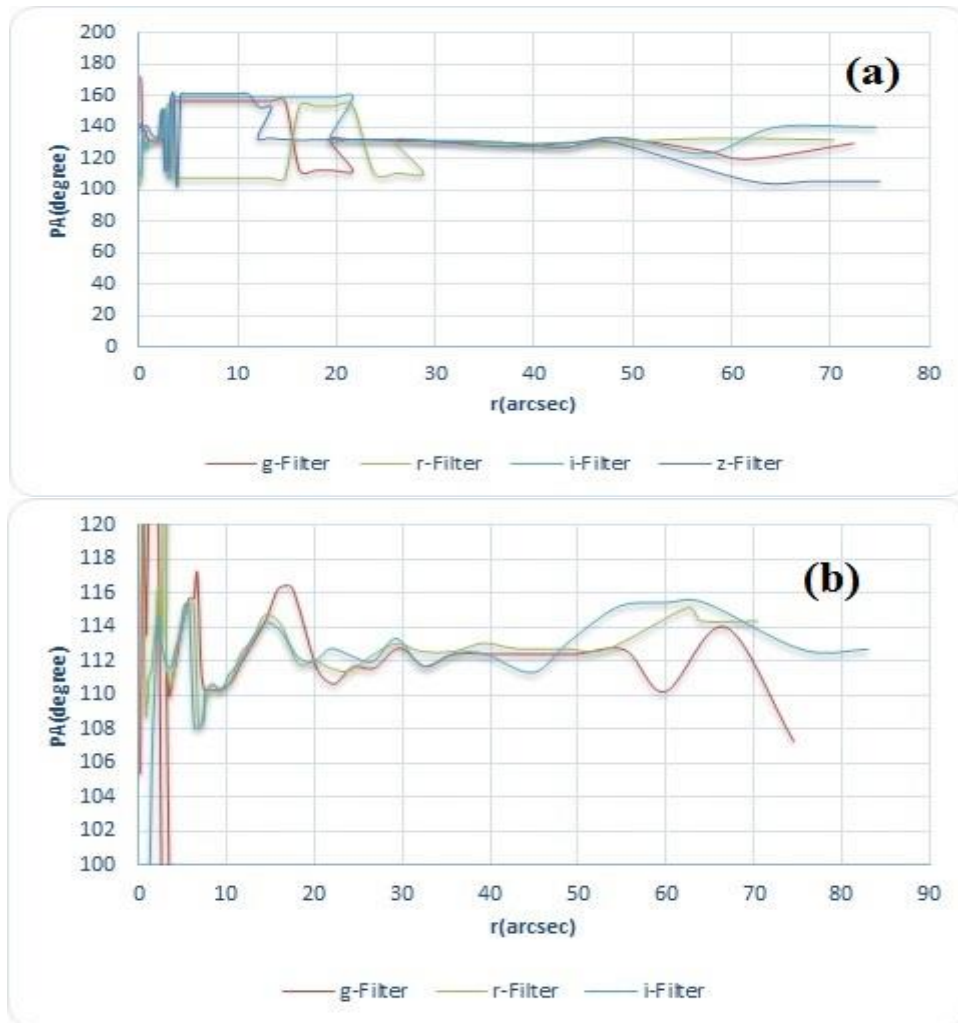 (a)
PA(degree)
200
180
160
140
120
100
80
60
40
20
0
0 10 20 30 40 50 60 70 80
r(arcsec)
g-Filter r-Filter i-Filter z-Filter
(b)
PA(degree)
120
118
116
114
112
110
108
106
104
102
100
0 10 20 30 40 50 60 70 80 90
r(arcsec)
g-Filter r-Filter i-Filter